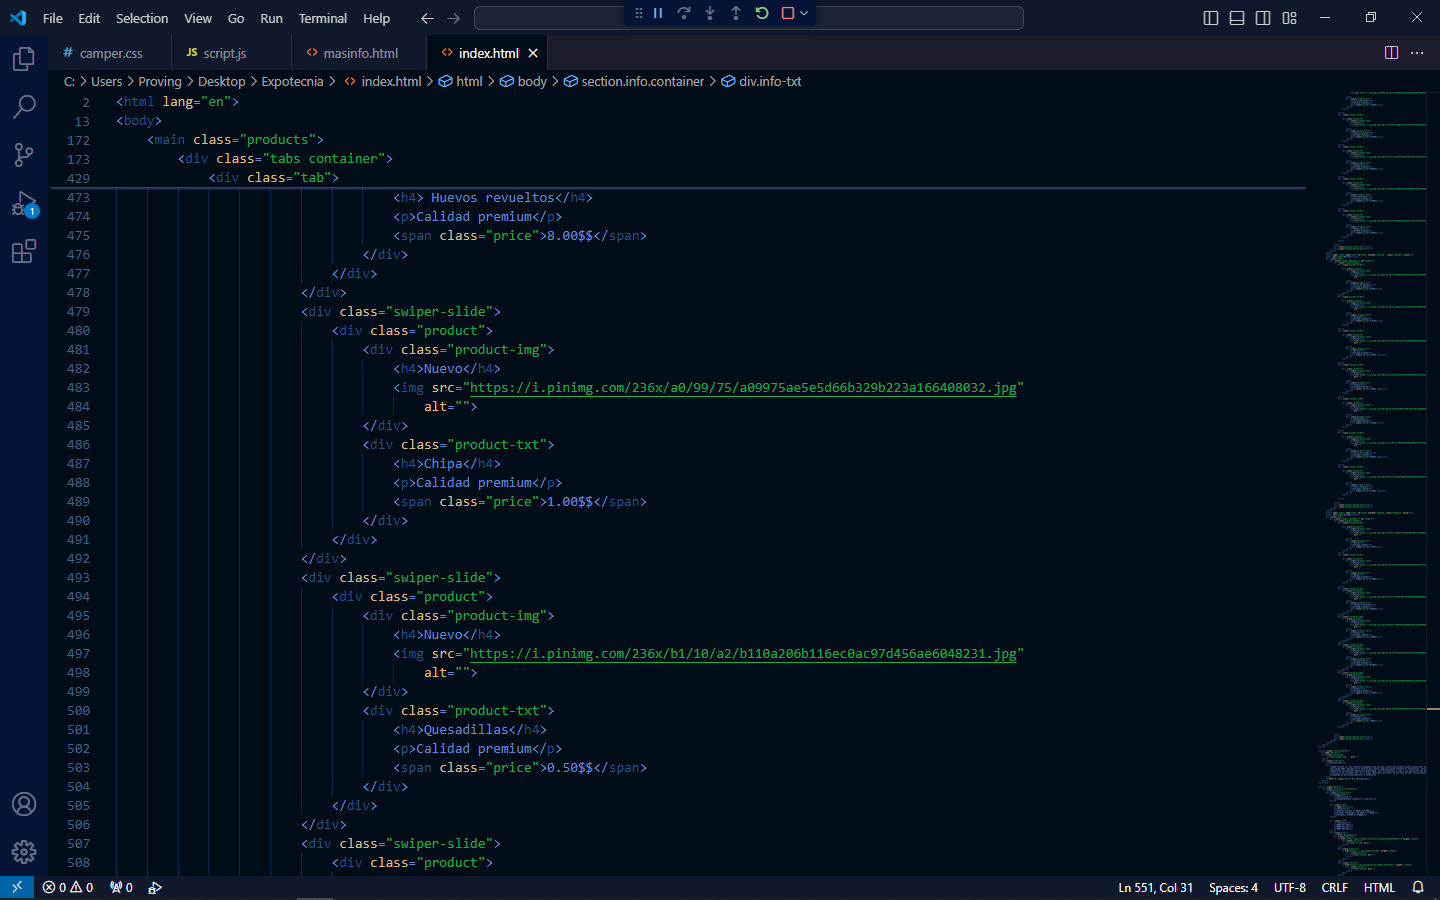 File Edit Selection View Go Run Terminal Help
# camper.css JS script.js <> masinfo.html <> index.html
C: > Users > Proving > Desktop > Expotecnia > <> index.html > html > body > section.info.container > div.info-txt
2 <html lang="en">
13 <body>
172 <main class="products">
173 <div class="tabs container">
429 <div class="tab">
473 <h4> Huevos revueltos</h4>
474 <p>Calidad premium</p>
475 <span class="price">8.00$$</span>
476 </div>
477 </div>
478 </div>
479 <div class="swiper-slide">
480 <div class="product">
481 <div class="product-img">
482 <h4>Nuevo</h4>
483 <img src="https://i.pinimg.com/236x/a0/99/75/a09975ae5e5d66b329b223a166408032.jpg"
484 alt="">
485 </div>
486 <div class="product-txt">
487 <h4>Chipa</h4>
488 <p>Calidad premium</p>
489 <span class="price">1.00$$</span>
490 </div>
491 </div>
492 </div>
493 <div class="swiper-slide">
494 <div class="product">
495 <div class="product-img">
496 <h4>Nuevo</h4>
497 <img src="https://i.pinimg.com/236x/b1/10/a2/b110a206b116ec0ac97d456ae6048231.jpg"
498 alt="">
499 </div>
500 <div class="product-txt">
501 <h4>Quesadillas</h4>
502 <p>Calidad premium</p>
503 <span class="price">0.50$$</span>
504 </div>
505 </div>
506 </div>
507 <div class="swiper-slide">
508 <div class="product">
1
0 0 0 Ln 551, Col 31 Spaces: 4 UTF-8 CRLF HTML